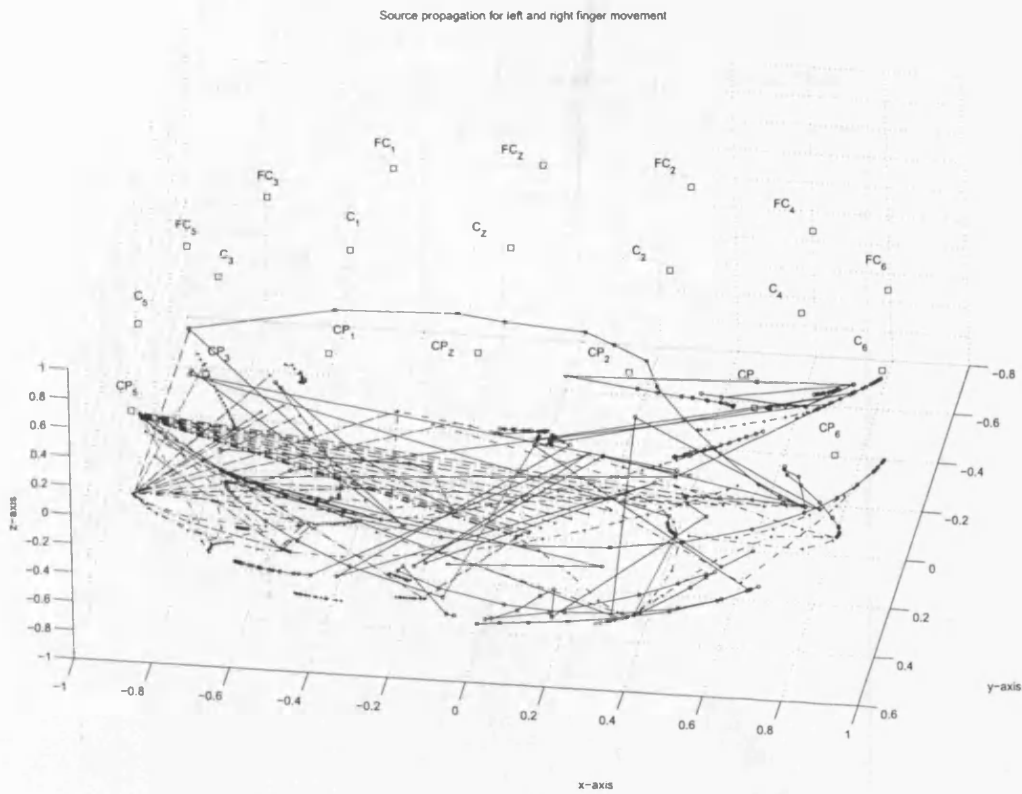 Source propagation for left and right finger movement
FC1
FCZ
FC2
FC3
FC4
FC5
C1
CZ
C3
C2
FC6
C5
C4
CP1
CPZ
CP2
C6
CP3
CP
CP5
CP6
1
0.8
0.6
0.4
0.2
0
−0.2
−0.4
−0.6
−0.8
−1
z−axis
−1
−0.8
−0.6
−0.4
−0.2
0
0.2
0.4
0.6
0.8
1
x−axis
−0.8
−0.6
−0.4
−0.2
0
0.2
0.4
0.6
y−axis